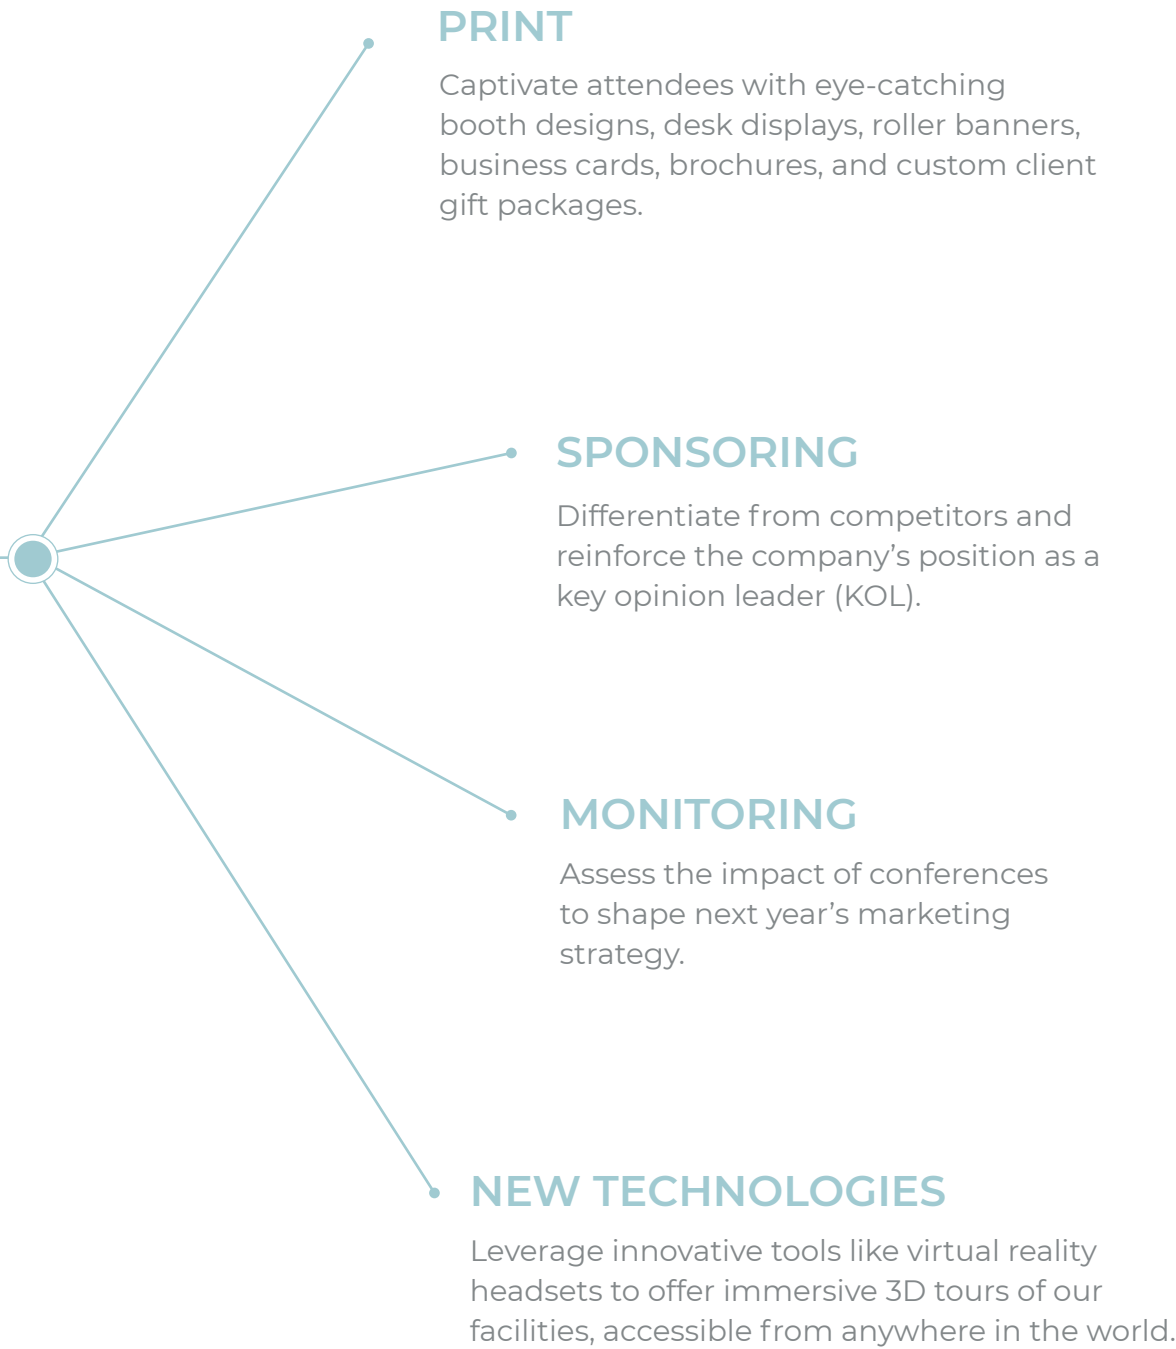 PRINT
Captivate attendees with eye-catching
booth designs, desk displays, roller banners,
business cards, brochures, and custom client
gift packages.
SPONSORING
Differentiate from competitors and
reinforce the company’s position as a
key opinion leader (KOL).
MONITORING
Assess the impact of conferences
to shape next year’s marketing
strategy.
NEW TECHNOLOGIES
Leverage innovative tools like virtual reality
headsets to offer immersive 3D tours of our
facilities, accessible from anywhere in the world.